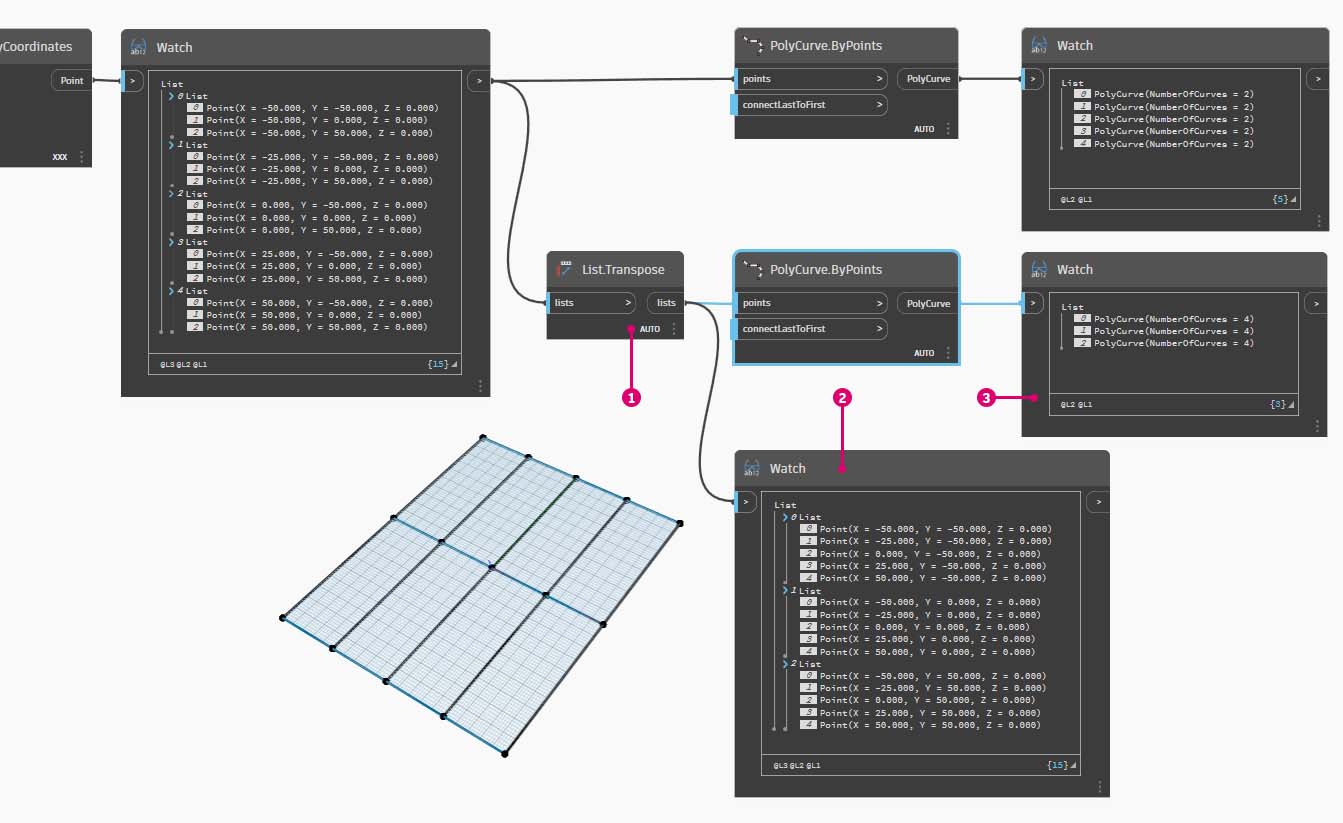 yCoordinates
Point >
XXX
Watch
> >
List
0 List
0 Point(X = -50.000, Y = -50.000, Z = 0.000)
1 Point(X = -50.000, Y = 0.000, Z = 0.000)
2 Point(X = -50.000, Y = 50.000, Z = 0.000)
1 List
0 Point(X = -25.000, Y = -50.000, Z = 0.000)
1 Point(X = -25.000, Y = 0.000, Z = 0.000)
2 Point(X = -25.000, Y = 50.000, Z = 0.000)
2 List
0 Point(X = 0.000, Y = -50.000, Z = 0.000)
1 Point(X = 0.000, Y = 0.000, Z = 0.000)
2 Point(X = 0.000, Y = 50.000, Z = 0.000)
3 List
0 Point(X = 25.000, Y = -50.000, Z = 0.000)
1 Point(X = 25.000, Y = 0.000, Z = 0.000)
2 Point(X = 25.000, Y = 50.000, Z = 0.000)
4 List
0 Point(X = 50.000, Y = -50.000, Z = 0.000)
1 Point(X = 50.000, Y = 0.000, Z = 0.000)
2 Point(X = 50.000, Y = 50.000, Z = 0.000)
@L3 @L2 @L1 {15}
PolyCurve.ByPoints
points > PolyCurve
connectLastToFirst >
AUTO
Watch
> >
List
0 PolyCurve(NumberOfCurves = 2)
1 PolyCurve(NumberOfCurves = 2)
2 PolyCurve(NumberOfCurves = 2)
3 PolyCurve(NumberOfCurves = 2)
4 PolyCurve(NumberOfCurves = 2)
@L2 @L1 {5}
List.Transpose
lists > lists
AUTO
1
PolyCurve.ByPoints
points > PolyCurve
connectLastToFirst >
AUTO
2
Watch
> >
List
0 PolyCurve(NumberOfCurves = 4)
1 PolyCurve(NumberOfCurves = 4)
2 PolyCurve(NumberOfCurves = 4)
@L2 @L1 {3}
3
Watch
> >
List
0 List
0 Point(X = -50.000, Y = -50.000, Z = 0.000)
1 Point(X = -25.000, Y = -50.000, Z = 0.000)
2 Point(X = 0.000, Y = -50.000, Z = 0.000)
3 Point(X = 25.000, Y = -50.000, Z = 0.000)
4 Point(X = 50.000, Y = -50.000, Z = 0.000)
1 List
0 Point(X = -50.000, Y = 0.000, Z = 0.000)
1 Point(X = -25.000, Y = 0.000, Z = 0.000)
2 Point(X = 0.000, Y = 0.000, Z = 0.000)
3 Point(X = 25.000, Y = 0.000, Z = 0.000)
4 Point(X = 50.000, Y = 0.000, Z = 0.000)
2 List
0 Point(X = -50.000, Y = 50.000, Z = 0.000)
1 Point(X = -25.000, Y = 50.000, Z = 0.000)
2 Point(X = 0.000, Y = 50.000, Z = 0.000)
3 Point(X = 25.000, Y = 50.000, Z = 0.000)
4 Point(X = 50.000, Y = 50.000, Z = 0.000)
@L3 @L2 @L1 {15}